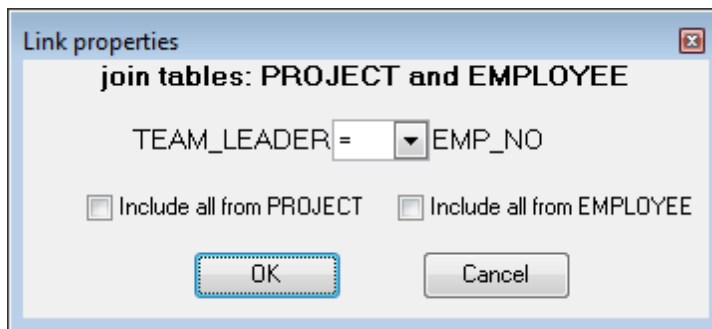 Link properties
join tables: PROJECT and EMPLOYEE
TEAM_LEADER = EMP_NO
Include all from PROJECT Include all from EMPLOYEE
OK Cancel